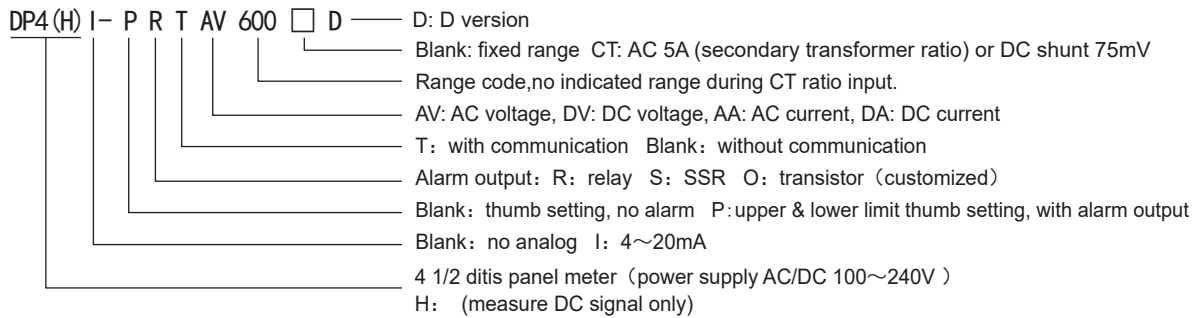 DP4(H)I- P R T AV 600 □ D D: D version
Blank: fixed range CT: AC 5A (secondary transformer ratio) or DC shunt 75mV
Range code,no indicated range during CT ratio input.
AV: AC voltage, DV: DC voltage, AA: AC current, DA: DC current
T：with communication Blank：without communication
Alarm output：R：relay S：SSR O：transistor（customized）
Blank：thumb setting, no alarm P：upper & lower limit thumb setting, with alarm output
Blank：no analog I：4～20mA
4 1/2 ditis panel meter（power supply AC/DC 100～240V ）
H： (measure DC signal only)